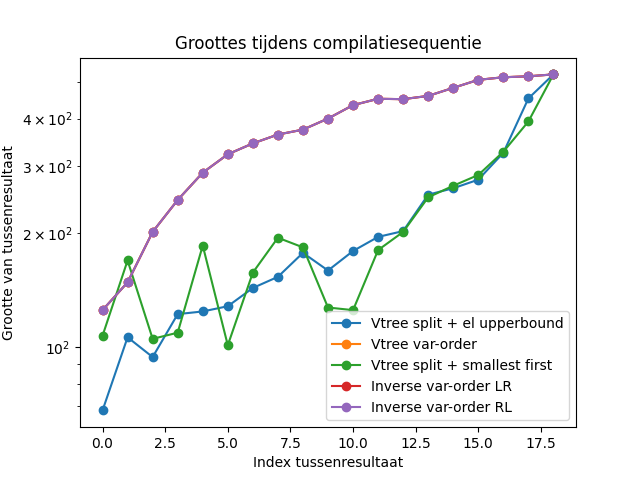 Groottes tijdens compilatiesequentie
Grootte van tussenresultaat
4 × 10²
3 × 10²
2 × 10²
10²
Vtree split + el upperbound
Vtree var-order
Vtree split + smallest first
Inverse var-order LR
Inverse var-order RL
0.0 2.5 5.0 7.5 10.0 12.5 15.0 17.5
Index tussenresultaat